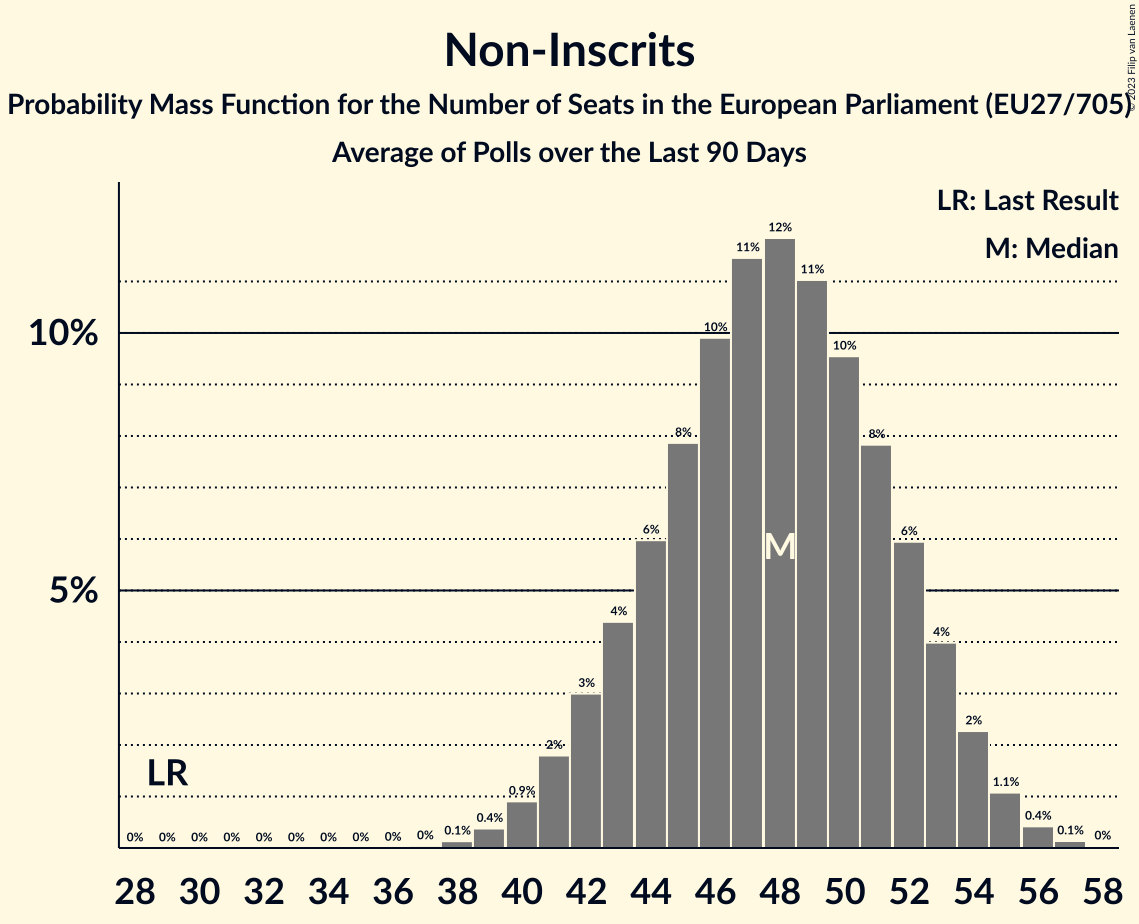 Non-Inscrits
Probability Mass Function for the Number of Seats in the European Parliament (EU27/705)
Average of Polls over the Last 90 Days
© 2023 Filip van Laenen
LR: Last Result
M: Median
10%
5%
0% 0% 0% 0% 0% 0% 0% 0% 0% 0% 0.1% 0.4% 0.9% 2% 3% 4% 6% 8% 10% 11% 12% 11% 10% 8% 6% 4% 2% 1.1% 0.4% 0.1% 0%
LR
M
28 30 32 34 36 38 40 42 44 46 48 50 52 54 56 58